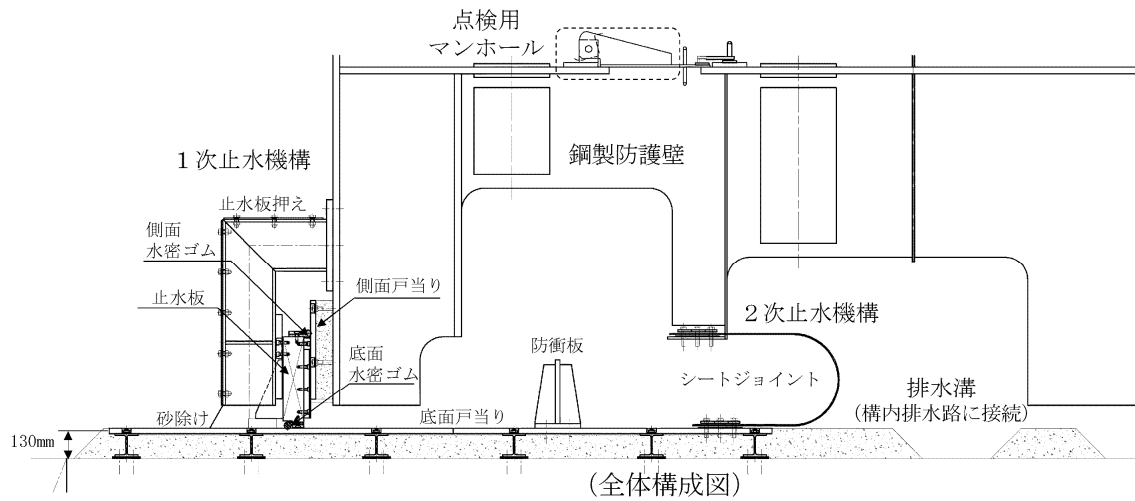 点検用
マンホール
1次止水機構
鋼製防護壁
止水板押え
側面
水密ゴム
止水板
側面戸当り
底面
水密ゴム
2次止水機構
防衝板
シートジョイント
排水溝
(構内排水路に接続)
砂除け
底面戸当り
130mm
(全体構成図)